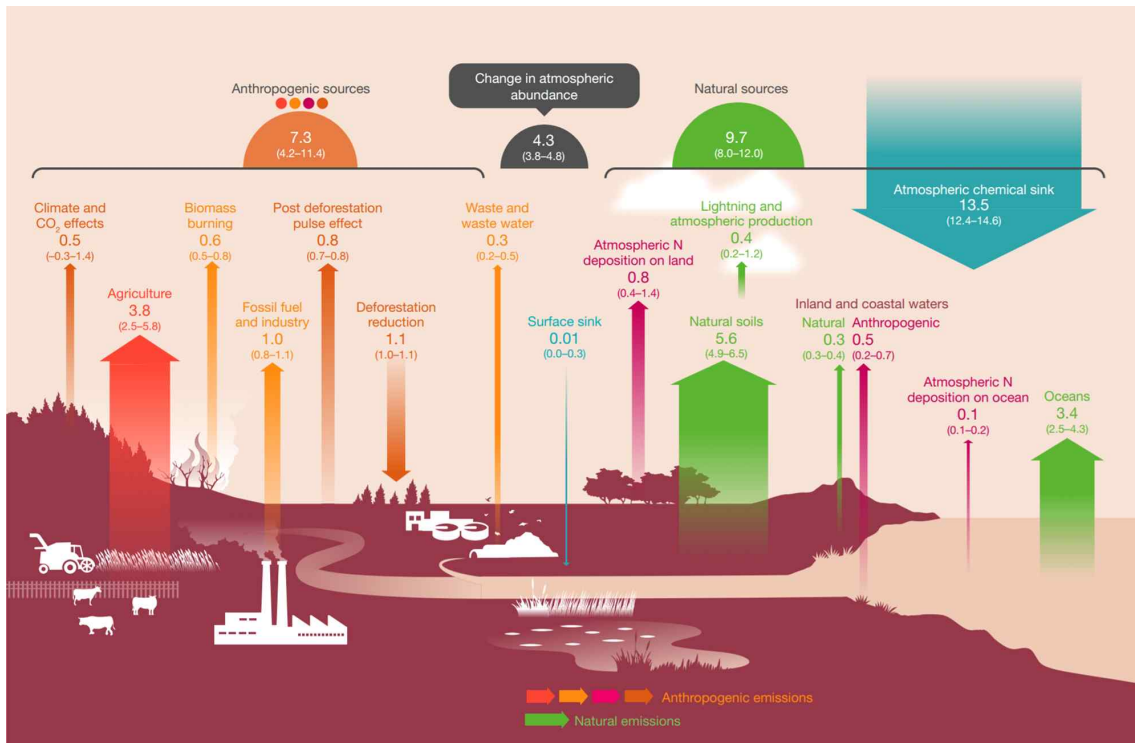 Anthropogenic sources
7.3
(4.2–11.4)
Change in atmospheric
abundance
4.3
(3.8–4.8)
Natural sources
9.7
(8.0–12.0)
Atmospheric chemical sink
13.5
(12.4–14.6)
Climate and
CO₂ effects
0.5
(–0.3–1.4)
Agriculture
3.8
(2.5–5.8)
Biomass
burning
0.6
(0.5–0.8)
Fossil fuel
and industry
1.0
(0.8–1.1)
Post deforestation
pulse effect
0.8
(0.7–0.8)
Deforestation
reduction
1.1
(1.0–1.1)
Waste and
waste water
0.3
(0.2–0.5)
Surface sink
0.01
(0.0–0.3)
Atmospheric N
deposition on land
0.8
(0.4–1.4)
Lightning and
atmospheric production
0.4
(0.2–1.2)
Natural soils
5.6
(4.9–6.5)
Inland and coastal waters
Natural
0.3
(0.3–0.4)
Anthropogenic
0.5
(0.2–0.7)
Atmospheric N
deposition on ocean
0.1
(0.1–0.2)
Oceans
3.4
(2.5–4.3)
Anthropogenic emissions
Natural emissions